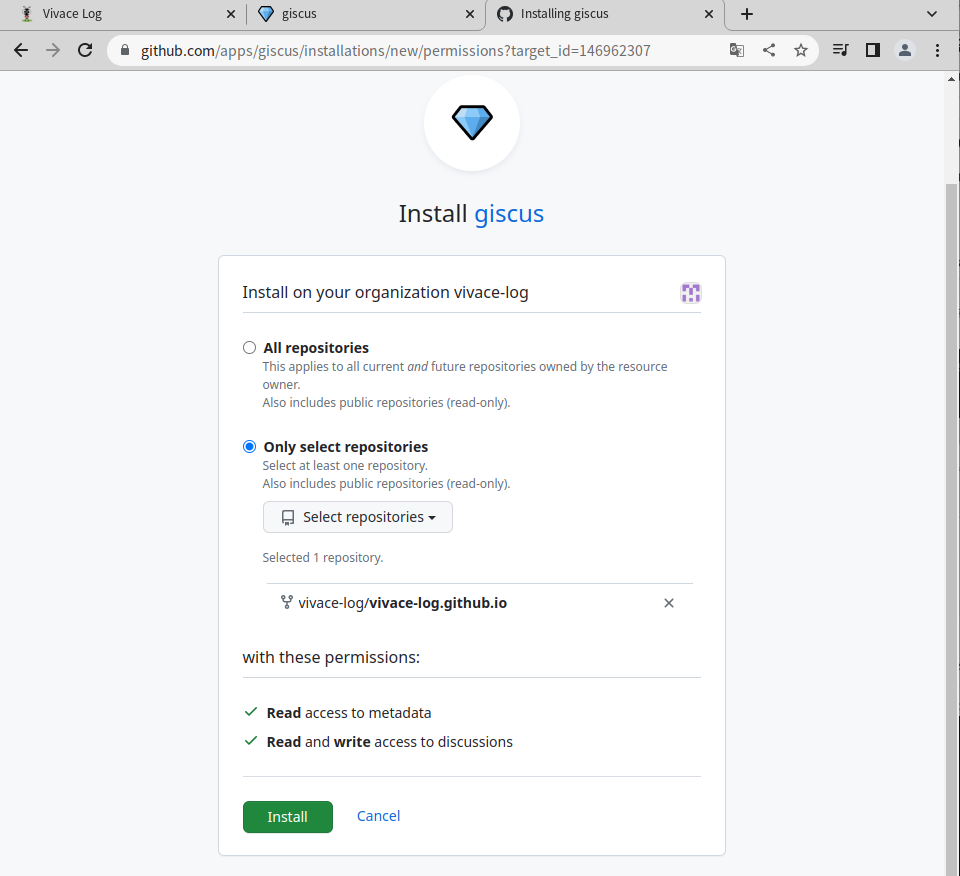 Vivace Log
giscus
Installing giscus
github.com/apps/giscus/installations/new/permissions?target_id=146962307
Install giscus
Install on your organization vivace-log
All repositories
This applies to all current and future repositories owned by the resource
owner.
Also includes public repositories (read-only).
Only select repositories
Select at least one repository.
Also includes public repositories (read-only).
Select repositories
Selected 1 repository.
vivace-log/vivace-log.github.io
with these permissions:
Read access to metadata
Read and write access to discussions
Install
Cancel